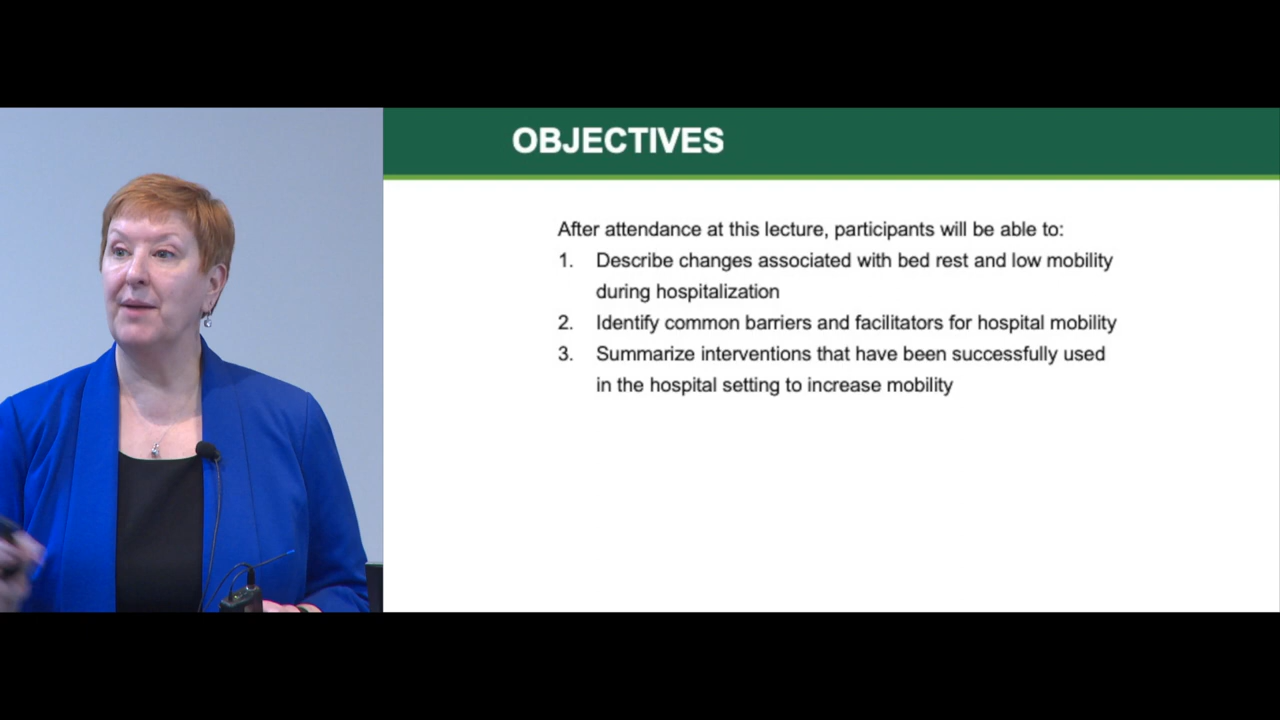 OBJECTIVES
After attendance at this lecture, participants will be able to:
1. Describe changes associated with bed rest and low mobility
during hospitalization
2. Identify common barriers and facilitators for hospital mobility
3. Summarize interventions that have been successfully used
in the hospital setting to increase mobility